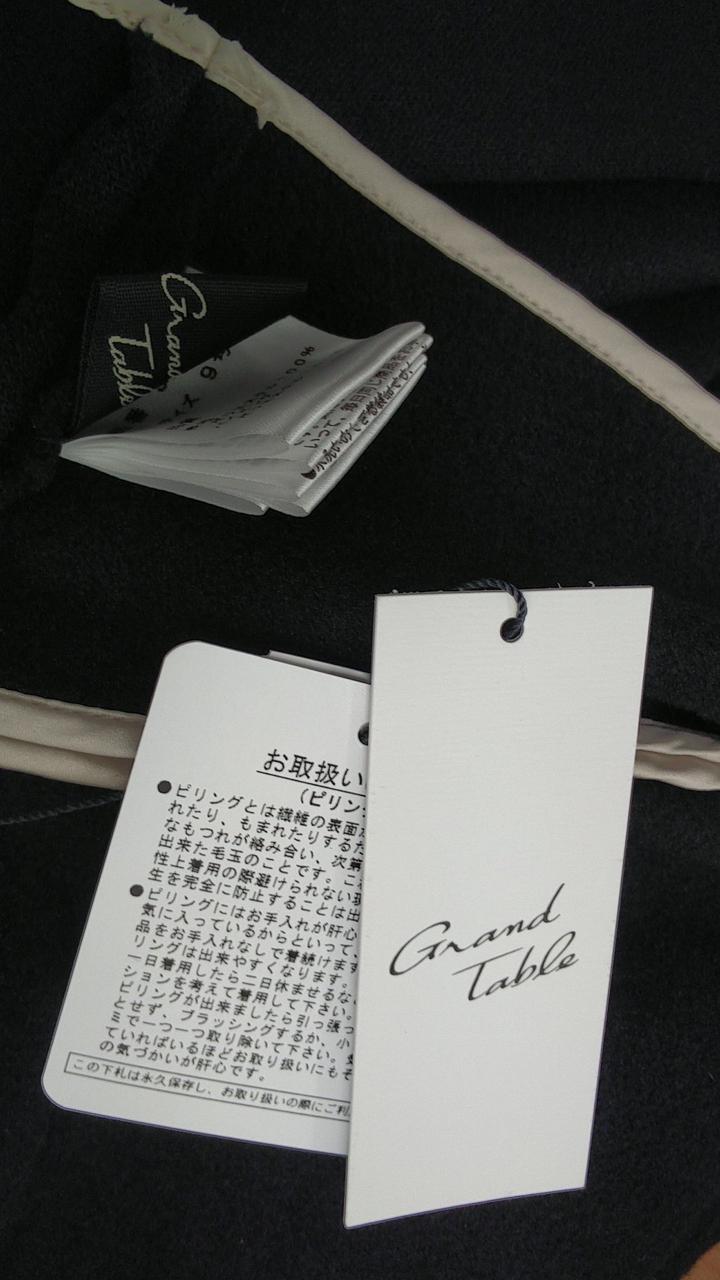 Grand
Table
サイズ
00%
お取扱い
(ピリン
●ピリングとは繊維の表面
れたり、もまれたりするた
なもつれが絡み合い、次第
出来た毛玉のことです。こ
性上着用の際避けられない
生を完全に防止することは出
●ピリングにはお手入れが肝心
気に入っているからといって、
品をお手入れなしで着続けます
リングは出来やすくなります。
一日着用したら二日休ませるな
ションを考えて着用して下さい。
ピリングが出来ましたら引っ張っ
とせず、ブラッシングするか、小
ミで一つ一つ取り除いて下さい。
ていればいるほどお取り扱いにもそ
の気づかいが肝心です。
この下札は永久保存し、お取り扱いの際にご利
Grand
Table